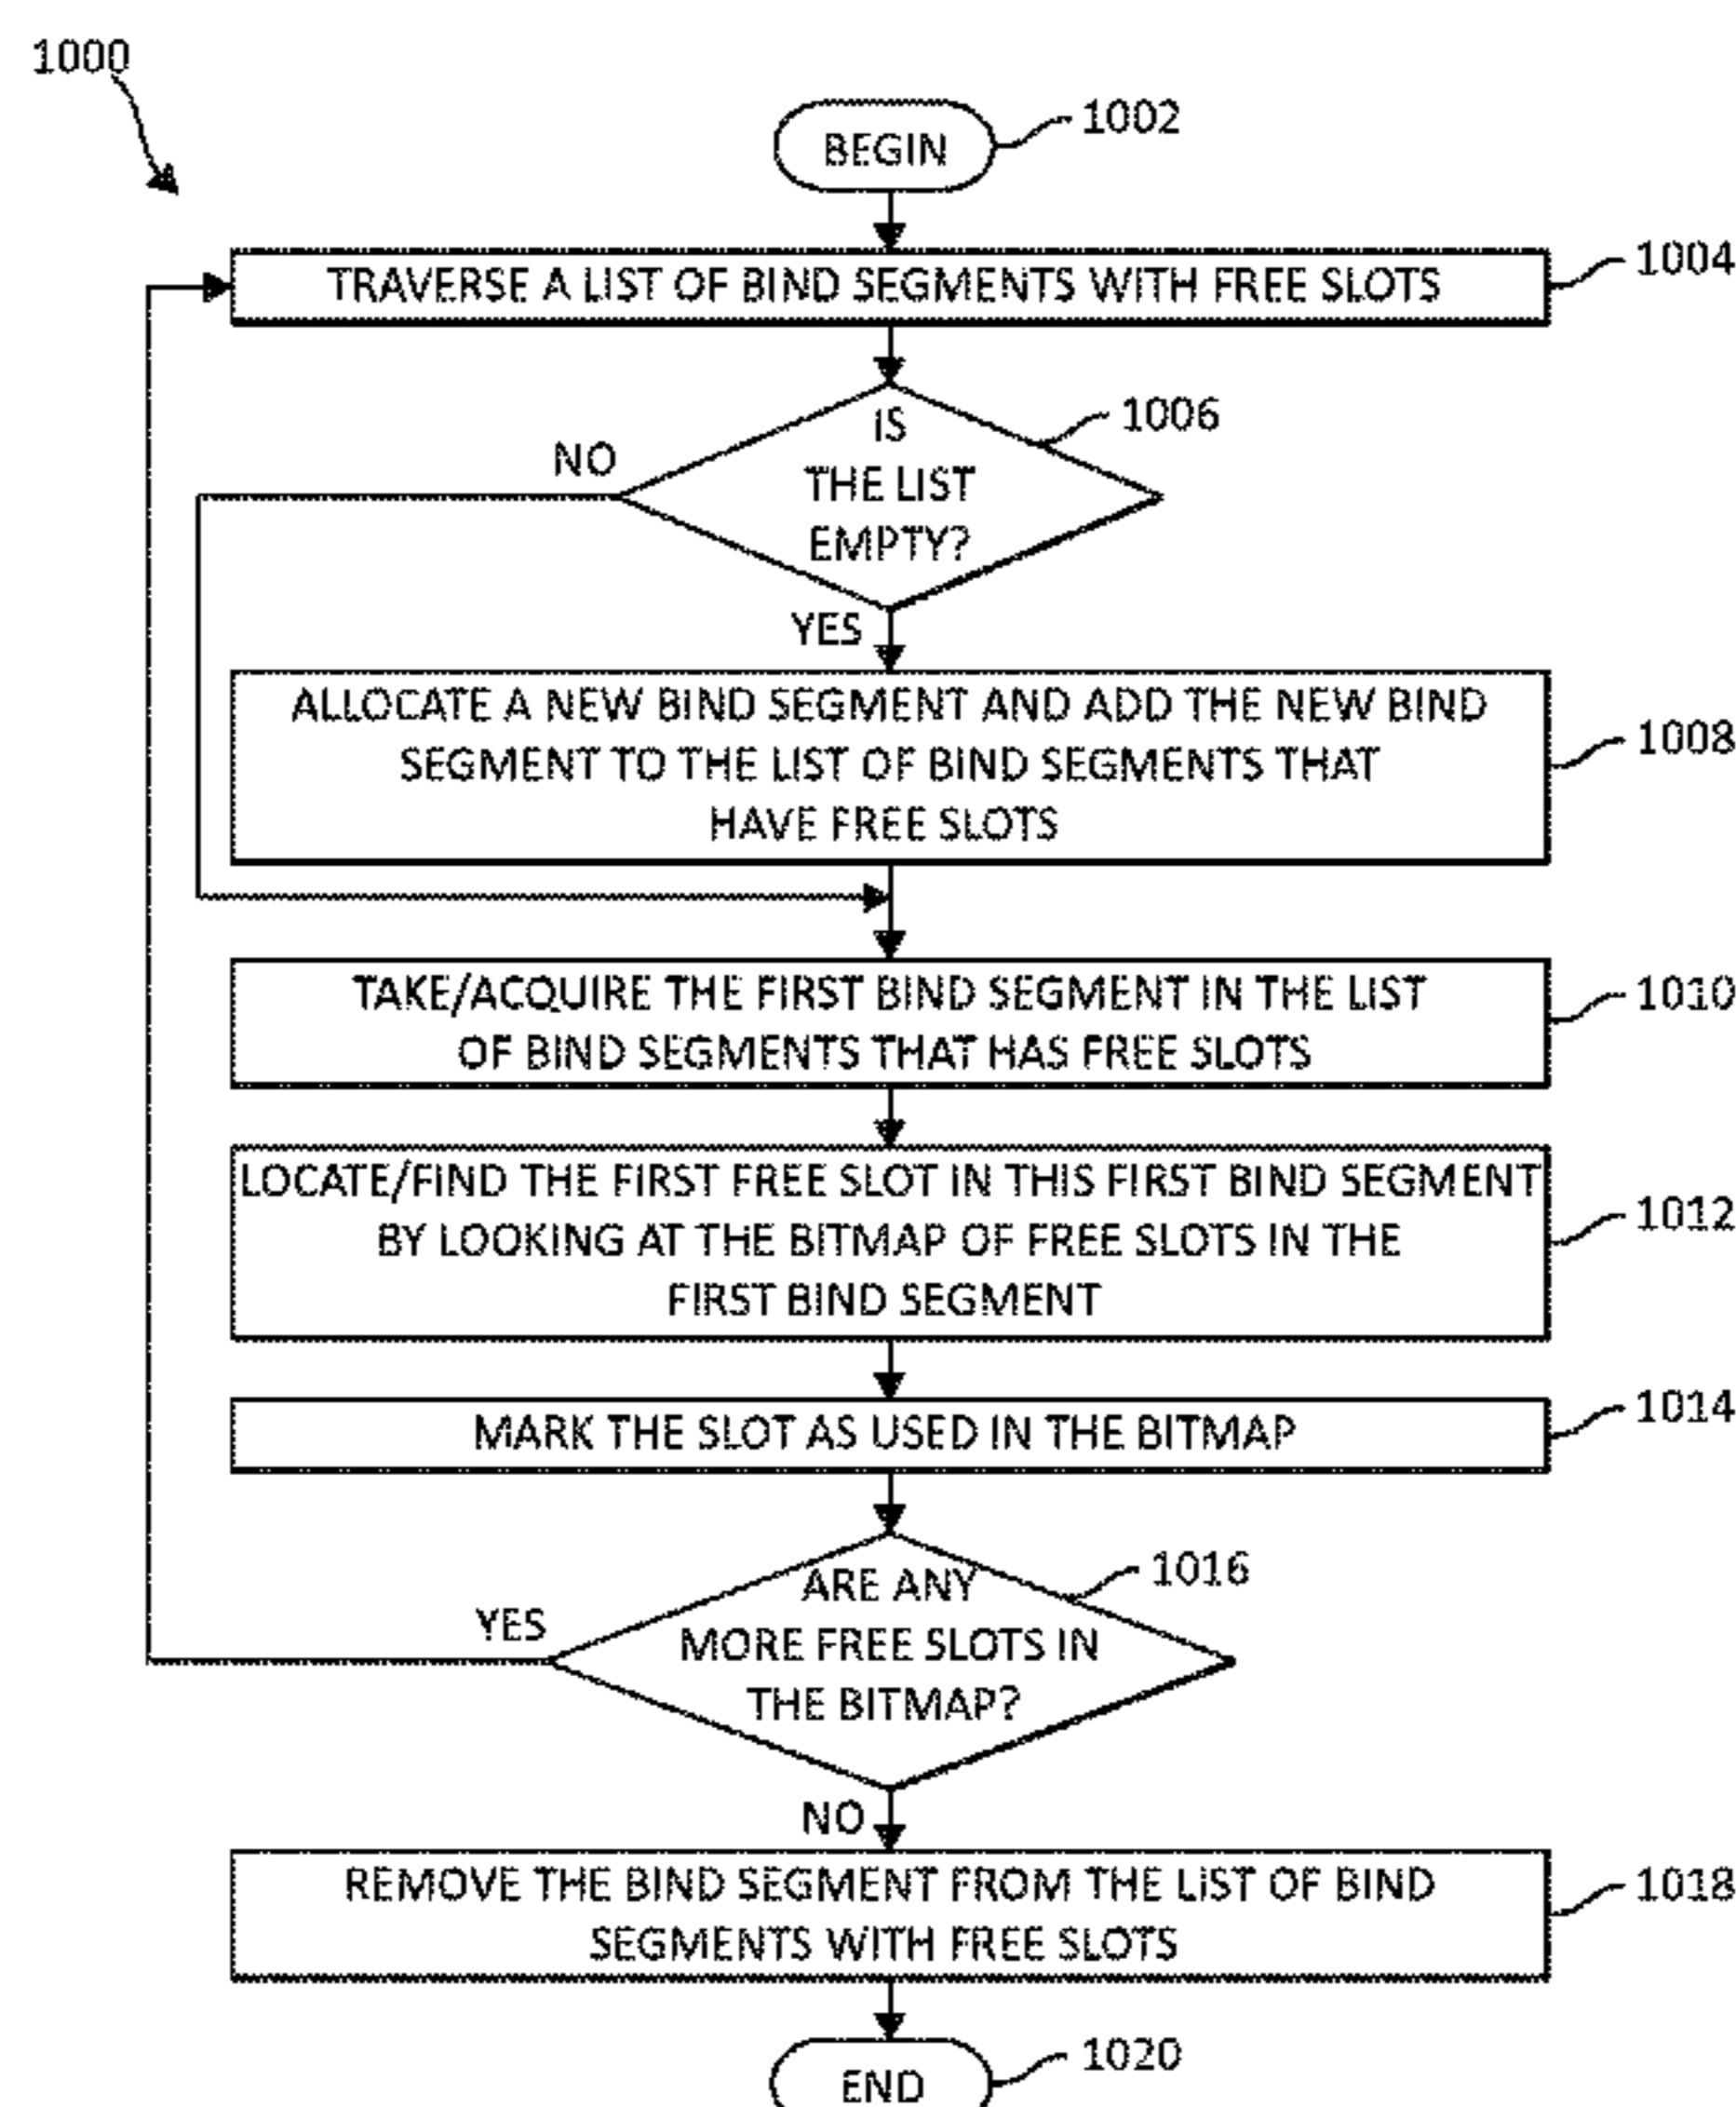 1000
BEGIN
1002
TRAVERSE A LIST OF BIND SEGMENTS WITH FREE SLOTS
1004
IS
THE LIST
EMPTY?
1006
NO
YES
ALLOCATE A NEW BIND SEGMENT AND ADD THE NEW BIND
SEGMENT TO THE LIST OF BIND SEGMENTS THAT
HAVE FREE SLOTS
1008
TAKE/ACQUIRE THE FIRST BIND SEGMENT IN THE LIST
OF BIND SEGMENTS THAT HAS FREE SLOTS
1010
LOCATE/FIND THE FIRST FREE SLOT IN THIS FIRST BIND SEGMENT
BY LOOKING AT THE BITMAP OF FREE SLOTS IN THE
FIRST BIND SEGMENT
1012
MARK THE SLOT AS USED IN THE BITMAP
1014
ARE ANY
MORE FREE SLOTS IN
THE BITMAP?
1016
YES
NO
REMOVE THE BIND SEGMENT FROM THE LIST OF BIND
SEGMENTS WITH FREE SLOTS
1018
END
1020